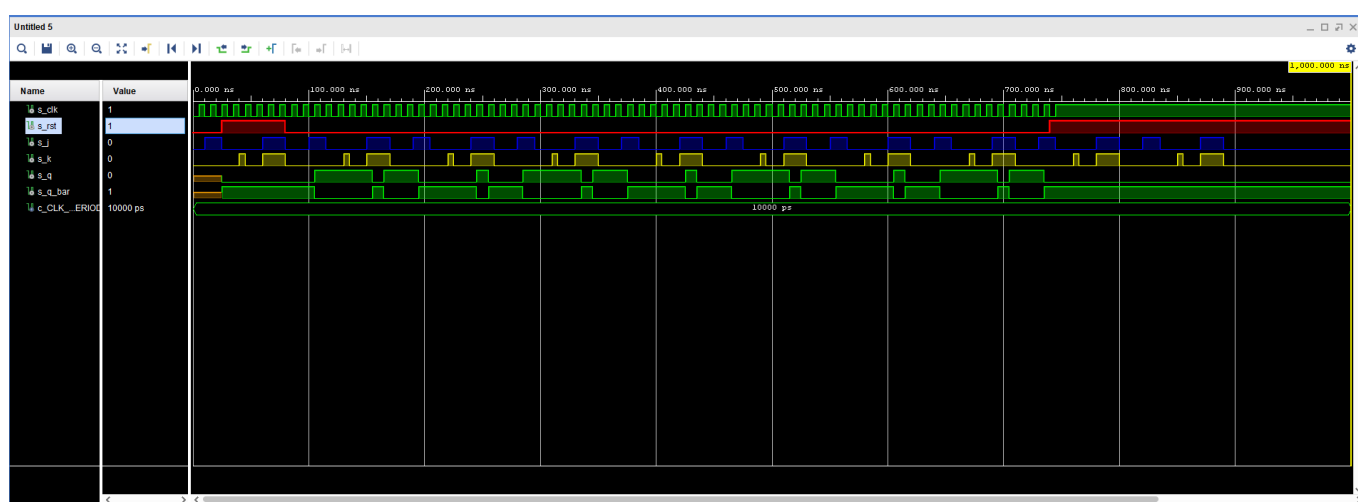 Untitled 5
1,000.000 ns
Name Value
0.000 ns 100.000 ns 200.000 ns 300.000 ns 400.000 ns 500.000 ns 600.000 ns 700.000 ns 800.000 ns 900.000 ns
s_clk 1
s_rst 1
s_j 0
s_k 0
s_q 0
s_q_bar 1
c_CLK_...ERIOD 10000 ps 10000 ps